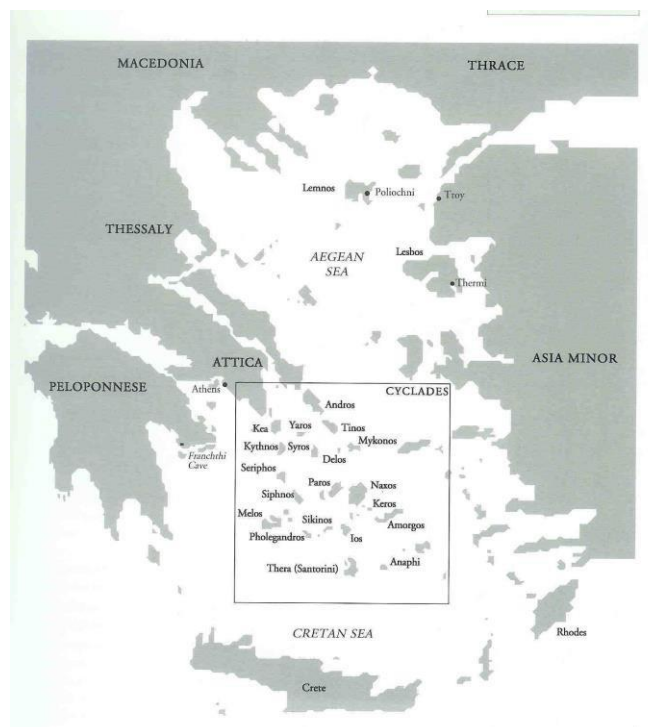 MACEDONIA
THRACE
Lemnos
Poliochni
Troy
THESSALY
AEGEAN
SEA
Lesbos
Thermi
ATTICA
ASIA MINOR
PELOPONNESE
Athens
CYCLADES
Andros
Kea
Yaros
Tinos
Mykonos
Kythnos
Syros
Delos
Franchthi
Cave
Seriphos
Siphnos
Paros
Naxos
Keros
Melos
Sikinos
Amorgos
Pholegandros
Ios
Thera (Santorini)
Anaphi
CRETAN SEA
Rhodes
Crete